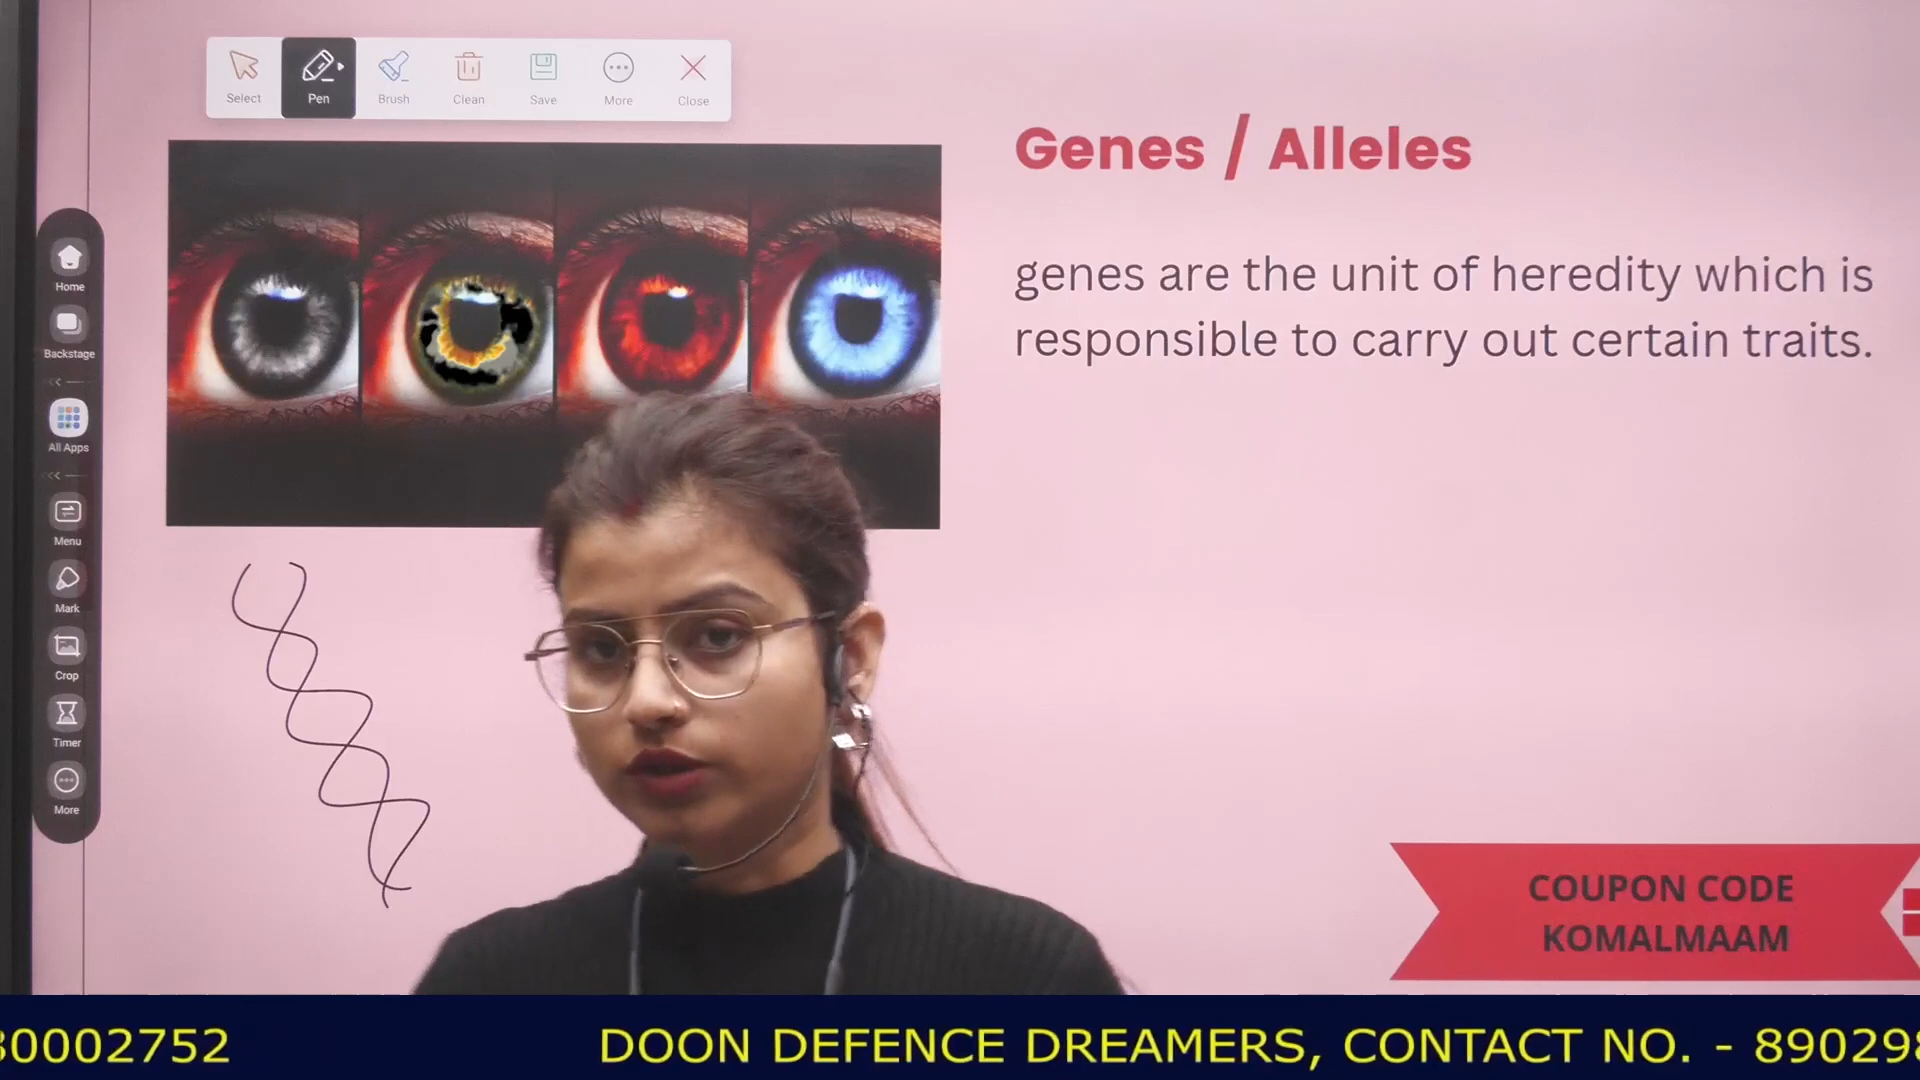 Select
Pen
Brush
Clean
Save
More
Close
Genes / Alleles
genes are the unit of heredity which is
responsible to carry out certain traits.
Home
Backstage
All Apps
Menu
Mark
Crop
Timer
More
COUPON CODE
KOMALMAAM
30002752 DOON DEFENCE DREAMERS, CONTACT NO. - 89029